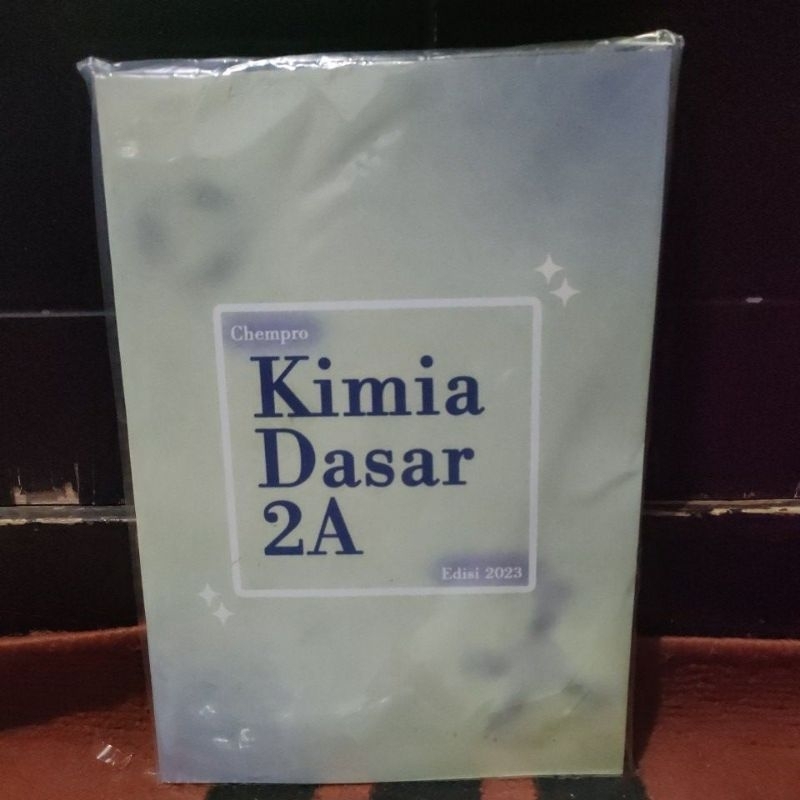 Chempro
Kimia
Dasar
2A
Edisi 2023